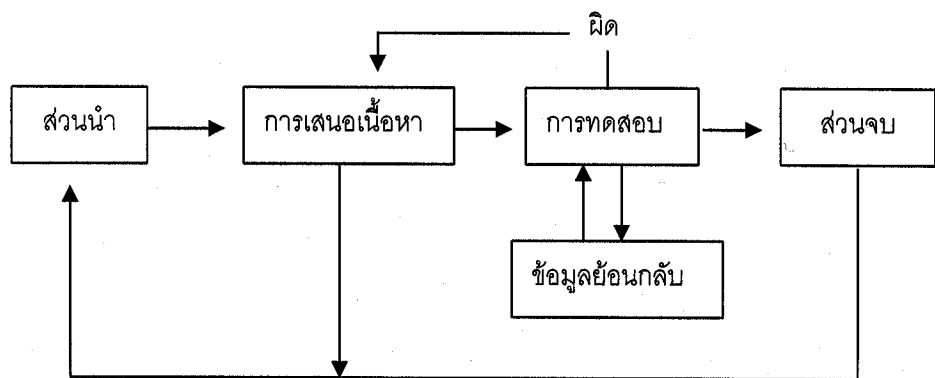 ผิด
ส่วนนำ
การเสนอเนื้อหา
การทดสอบ
ส่วนจบ
ข้อมูลย้อนกลับ